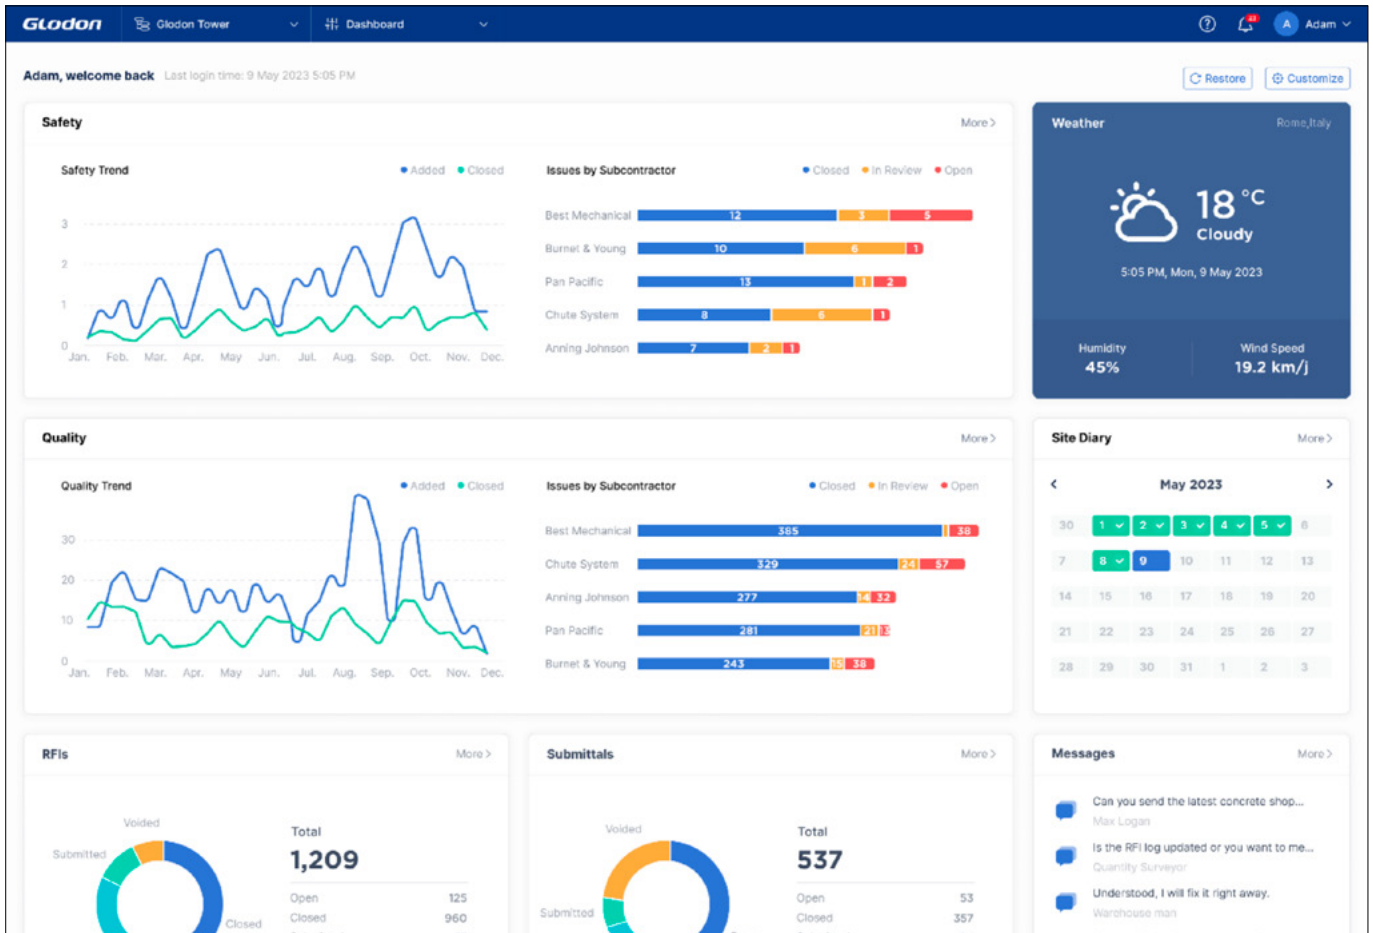 GLODON Glodon Tower Dashboard 43 A Adam
Adam, welcome back Last login time: 9 May 2023 5:05 PM Restore Customize
Safety More >
Safety Trend Added Closed
3
2
1
0
Jan. Feb. Mar. Apr. May Jun. Jul. Aug. Sep. Oct. Nov. Dec.
Issues by Subcontractor Closed In Review Open
Best Mechanical 12 3 5
Burnet & Young 10 6 1
Pan Pacific 13 1 2
Chute System 8 6 1
Anning Johnson 7 2 1
Weather Rome,Italy
18 °C
Cloudy
5:05 PM, Mon, 9 May 2023
Humidity Wind Speed
45% 19.2 km/j
Quality More >
Quality Trend Added Closed
30
20
10
0
Jan. Feb. Mar. Apr. May Jun. Jul. Aug. Sep. Oct. Nov. Dec.
Issues by Subcontractor Closed In Review Open
Best Mechanical 385 38
Chute System 329 24 57
Anning Johnson 277 14 32
Pan Pacific 281 21
Burnet & Young 243 15 38
Site Diary More >
< May 2023 >
30 1 2 3 4 5 6
7 8 9 10 11 12 13
14 15 16 17 18 19 20
21 22 23 24 25 26 27
28 29 30 31 1 2 3
RFIs More >
Voided
Submitted
Closed
Total
1,209
Open 125
Closed 960
Submittals More >
Voided
Submitted
Total
537
Open 53
Closed 357
Messages More >
Can you send the latest concrete shop...
Max Logan
Is the RFI log updated or you want to me...
Quantity Surveyor
Understood, I will fix it right away.
Warehouse man